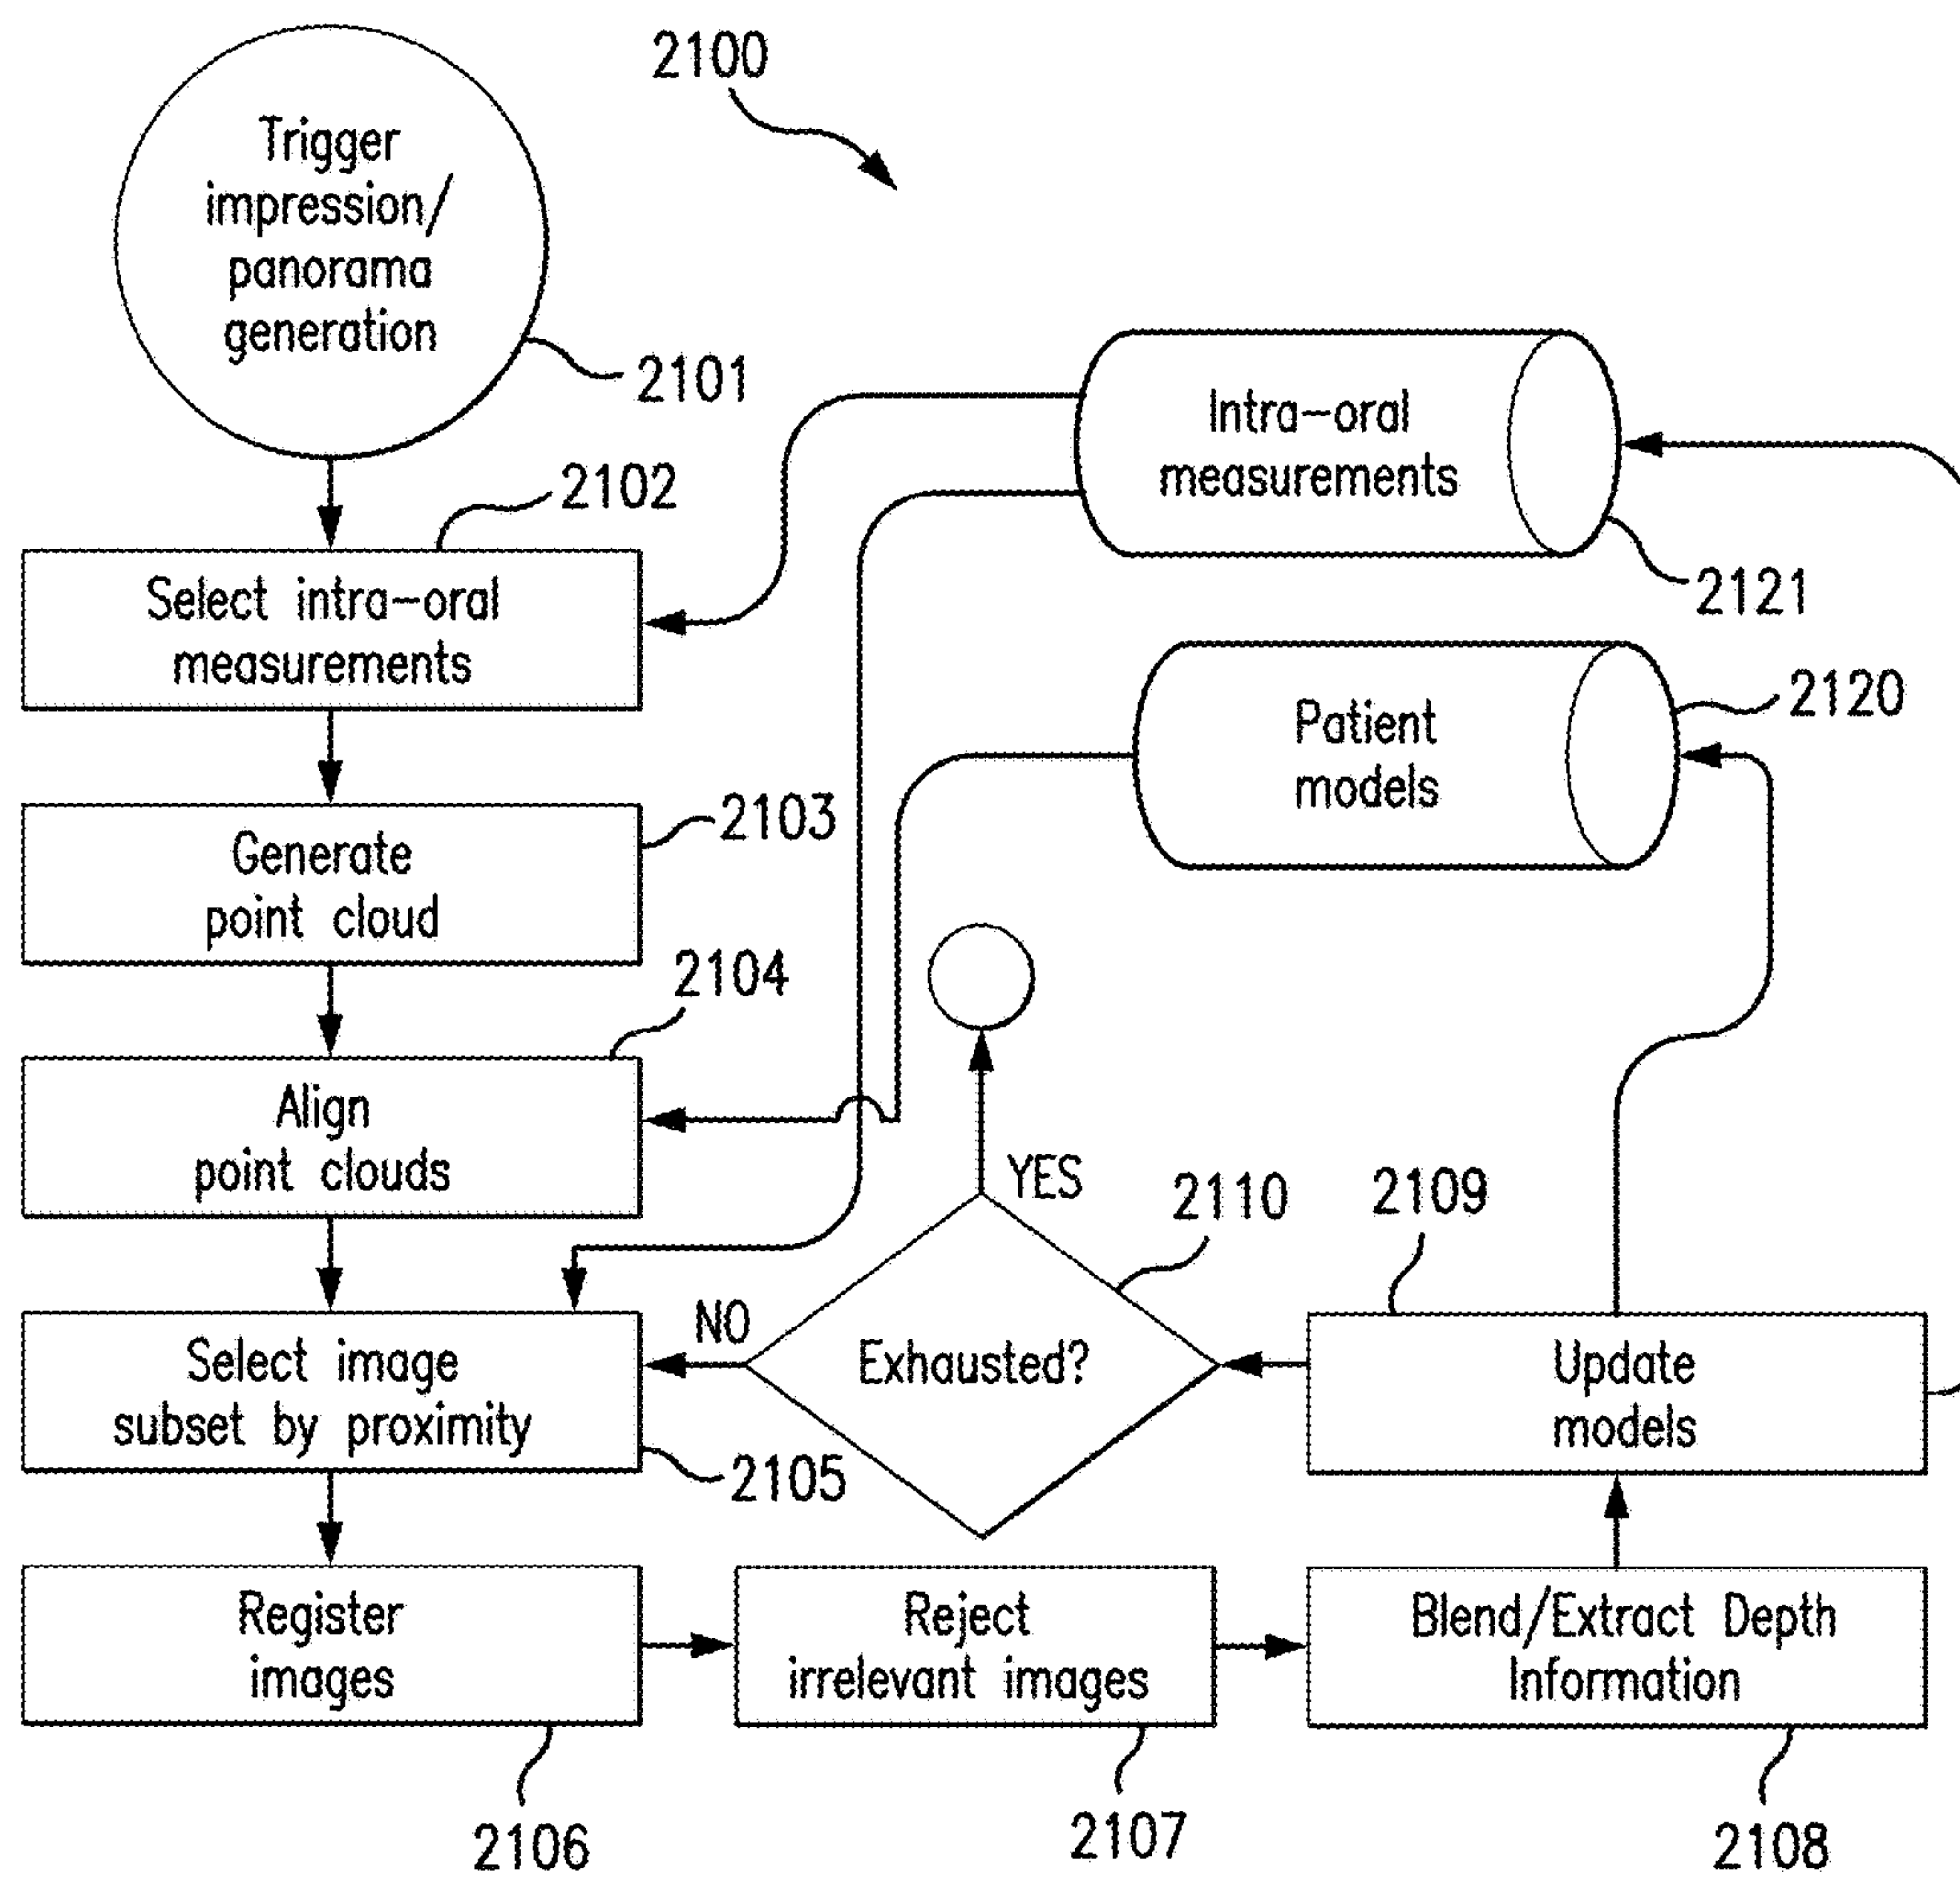 2100
Trigger
impression/
panorama
generation
2101
Intra-oral
measurements
2121
2102
Select intra-oral
measurements
Patient
models
2120
2103
Generate
point cloud
2104
Align
point clouds
YES
2110
2109
NO
Select image
subset by proximity
2105
Exhausted?
Update
models
Register
images
Reject
irrelevant images
Blend/Extract Depth
Information
2106
2107
2108